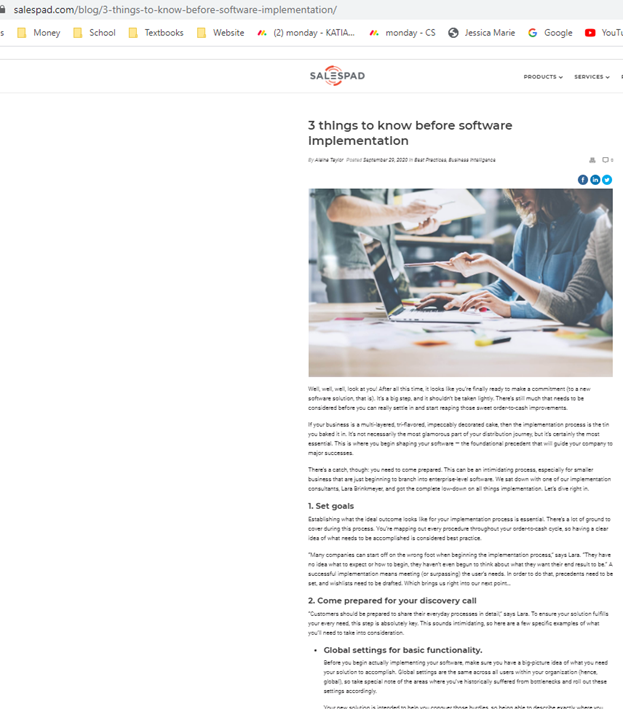 salespad.com/blog/3-things-to-know-before-software-implementation/
s Money School Textbooks Website (2) monday - KATIA... monday - CS Jessica Marie Google YouTu
SALESPAD
PRODUCTS SERVICES
3 things to know before software
implementation
By Alaina Taylor Posted September 29, 2020 In Best Practices, Business Intelligence
Well, well, well, look at you! After all this time, it looks like you're finally ready to make a commitment (to a new
software solution, that is). It's a big step, and it shouldn't be taken lightly. There's still much that needs to be
considered before you can really settle in and start reaping those sweet order-to-cash improvements.
If your business is a multi-layered, tri-flavored, impeccably decorated cake, then the implementation process is the tin
you baked it in. It's not necessarily the most glamorous part of your distribution journey, but it's certainly the most
essential. This is where you begin shaping your software – the foundational precedent that will guide your company to
major successes.
There's a catch, though: you need to come prepared. This can be an intimidating process, especially for smaller
business that are just beginning to branch into enterprise-level software. We sat down with one of our implementation
consultants, Lara Brinkmeyer, and got the complete low-down on all things implementation. Let's dive right in.
1. Set goals
Establishing what the ideal outcome looks like for your implementation process is essential. There's a lot of ground to
cover during this process. You're mapping out every procedure throughout your order-to-cash cycle, so having a clear
idea of what needs to be accomplished is considered best practice.
"Many companies can start off on the wrong foot when beginning the implementation process," says Lara. "They have
no idea what to expect or how to begin, they haven't even begun to think about what they want their end result to be." A
successful implementation means meeting (or surpassing) the user's needs. In order to do that, precedents need to be
set, and wishlists need to be drafted. Which brings us right into our next point...
2. Come prepared for your discovery call
"Customers should be prepared to share their everyday processes in detail," says Lara. To ensure your solution fulfills
your every need, this step is absolutely key. This sounds intimidating, so here are a few specific examples of what
you'll need to take into consideration.
• Global settings for basic functionality.
Before you begin actually implementing your software, make sure you have a big-picture idea of what you need
your solution to accomplish. Global settings are the same across all users within your organization (hence,
global), so take special note of the areas where you've historically suffered from bottlenecks and roll out these
settings accordingly.
Your new solution is intended to help you conquer those hurdles, so being able to describe exactly where you